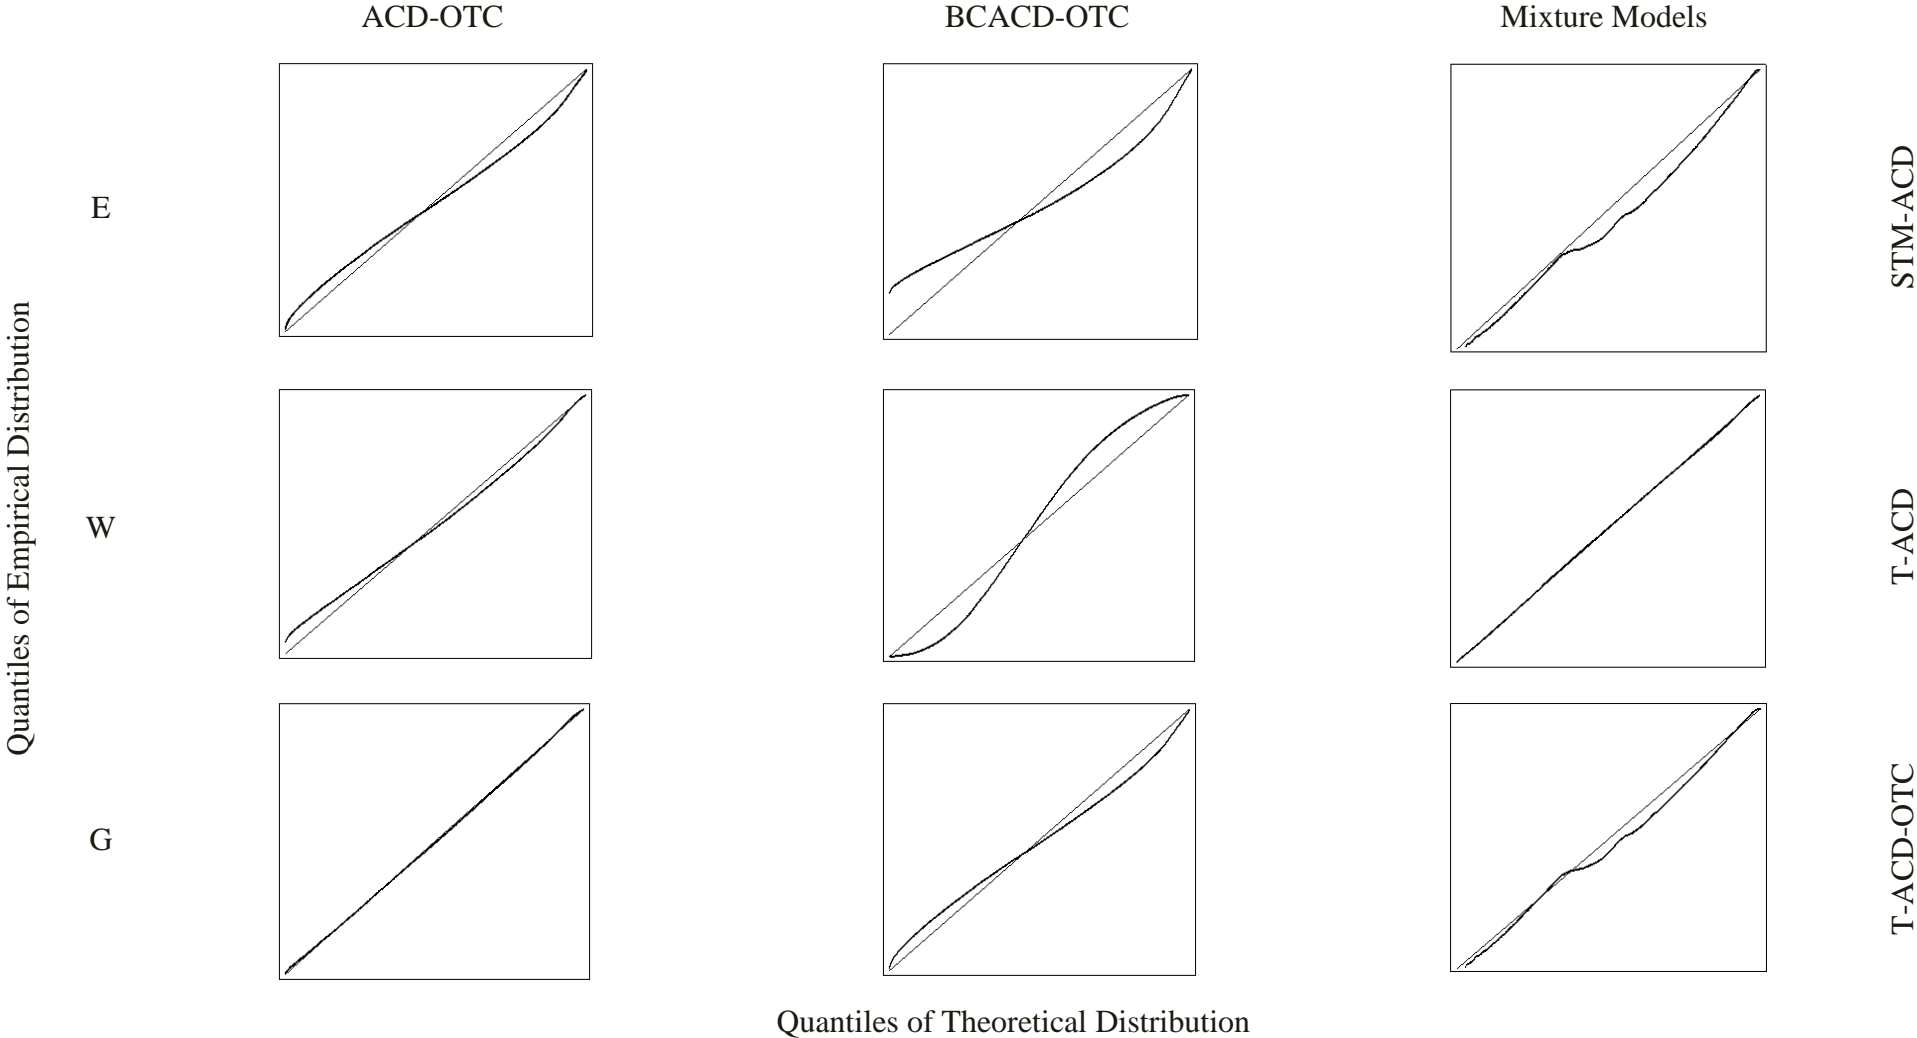 ACD-OTC
BCACD-OTC
Mixture Models
E
STM-ACD
Quantiles of Empirical Distribution
W
T-ACD
G
T-ACD-OTC
Quantiles of Theoretical Distribution